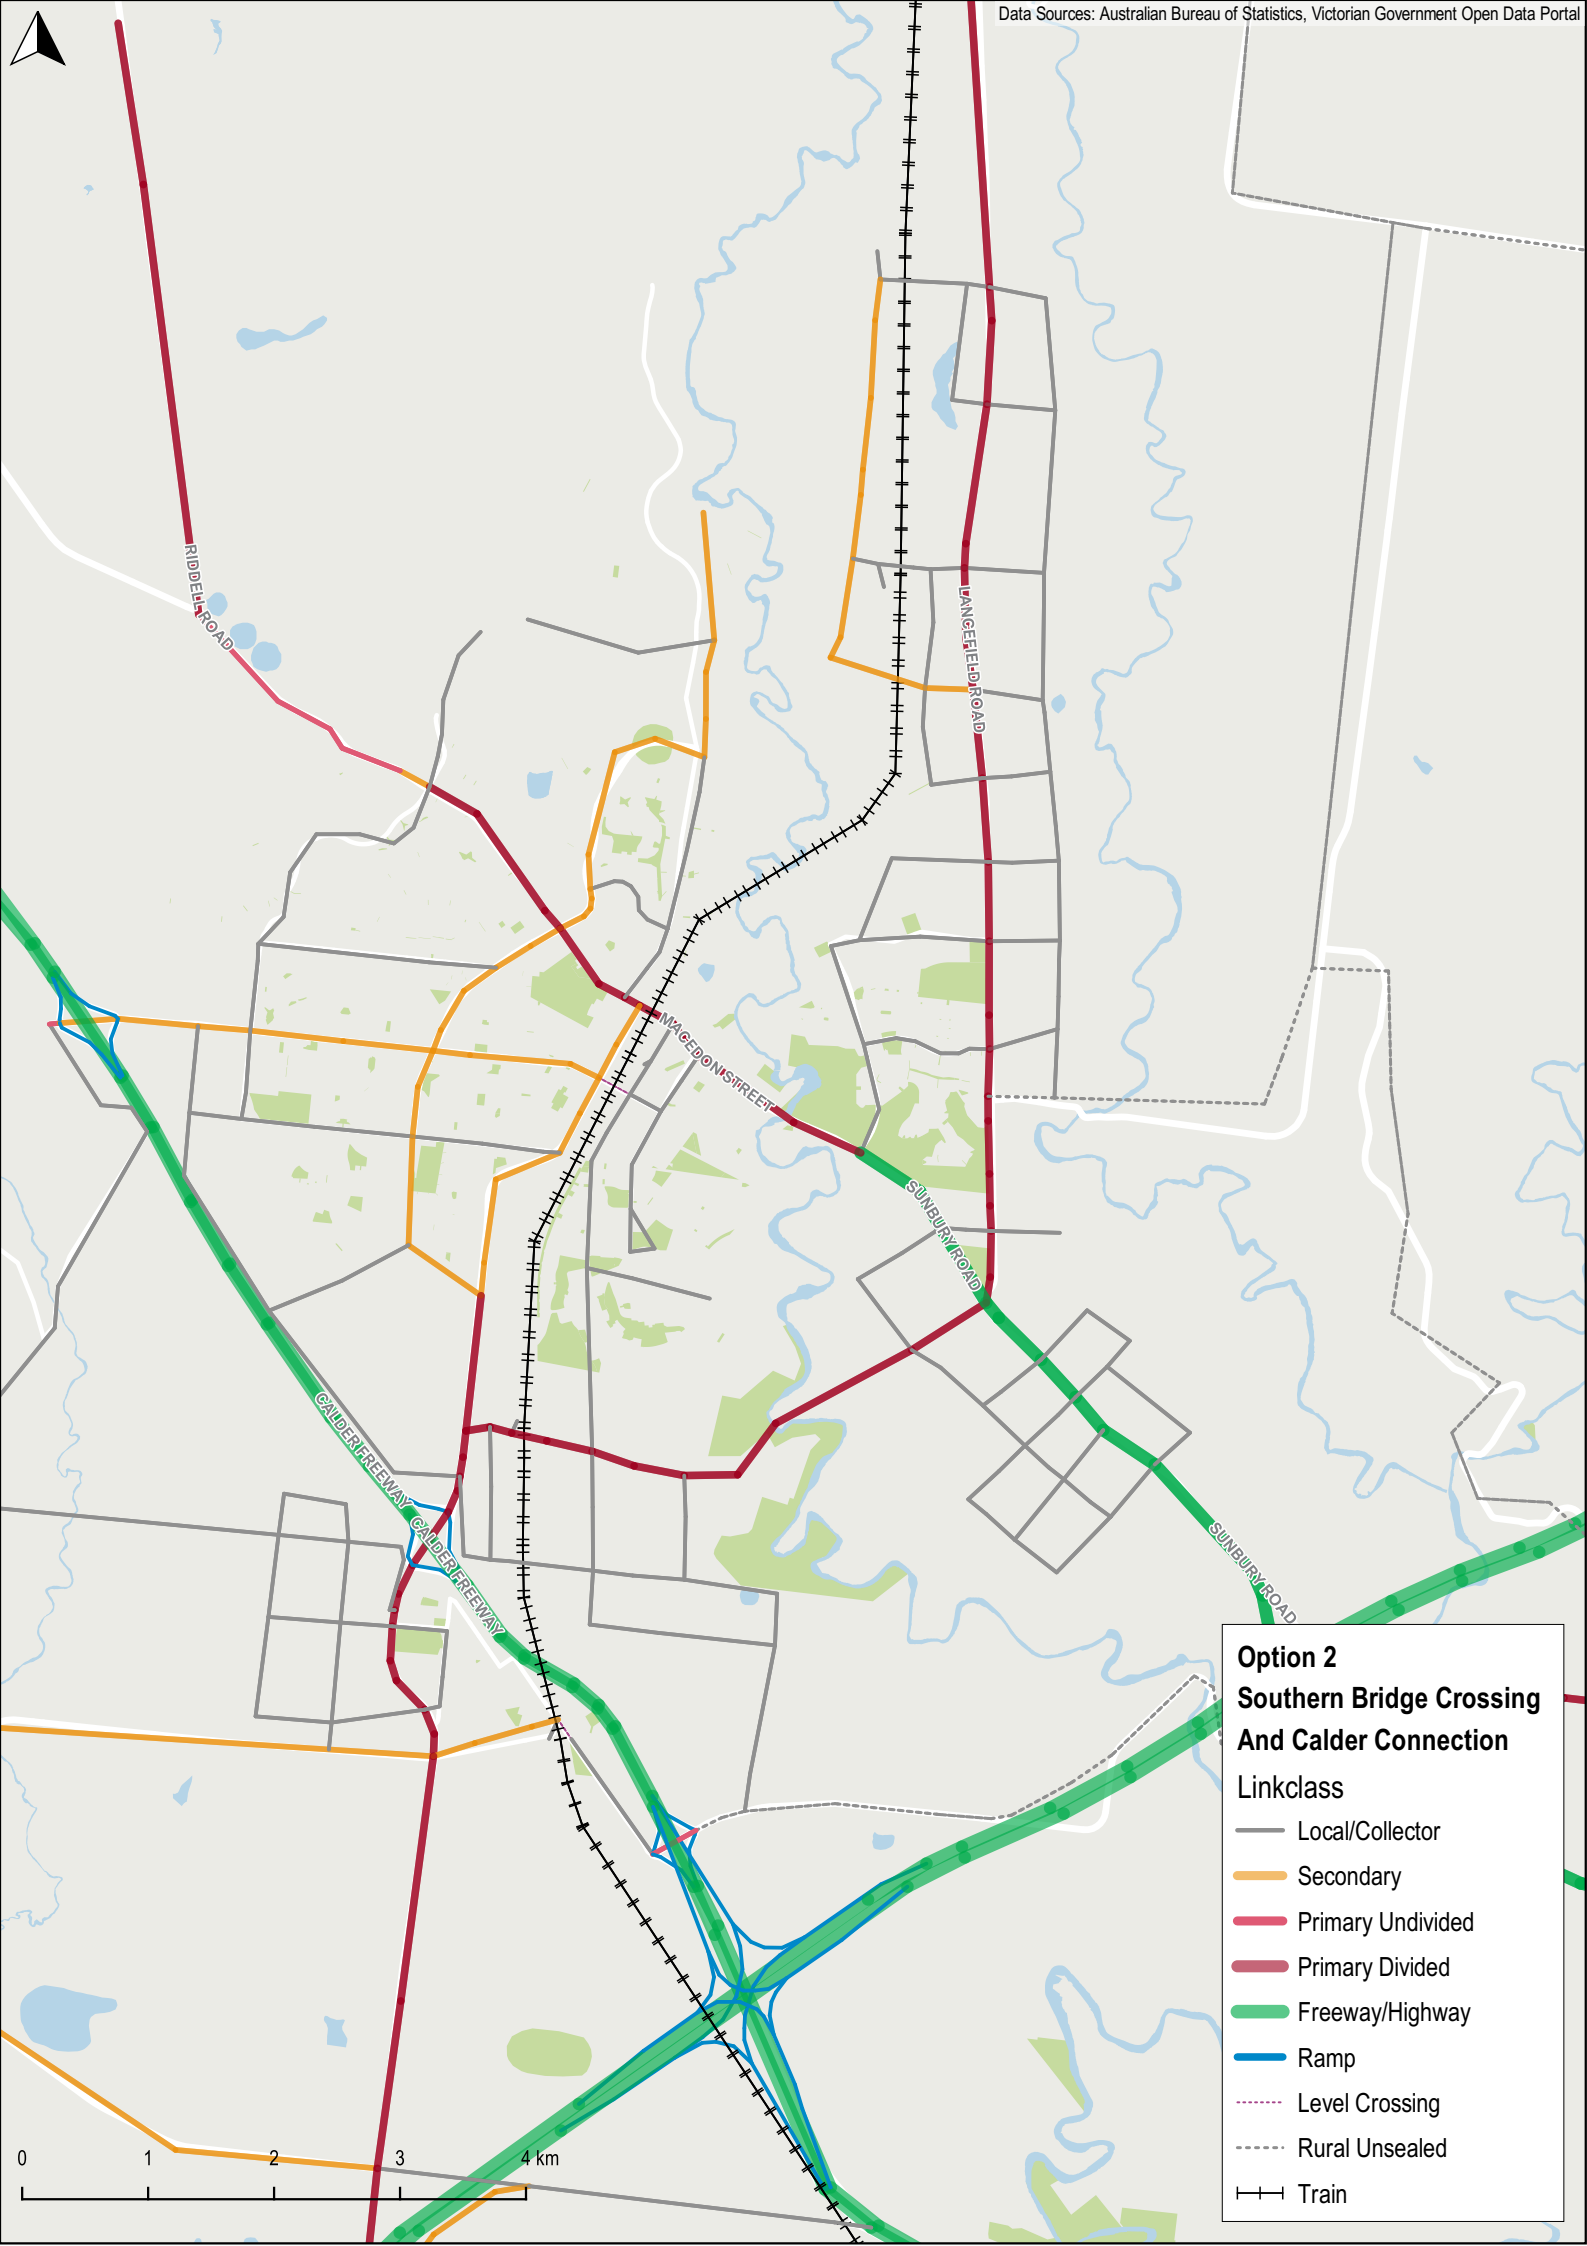 Data Sources: Australian Bureau of Statistics, Victorian Government Open Data Portal
RIDDELL ROAD
LANCEFIELD ROAD
MACEDON STREET
SUNBURY ROAD
CALDER FREEWAY
CALDER FREEWAY
SUNBURY ROAD
Option 2
Southern Bridge Crossing
And Calder Connection
Linkclass
Local/Collector
Secondary
Primary Undivided
Primary Divided
Freeway/Highway
Ramp
Level Crossing
Rural Unsealed
Train
0 1 2 3 4 km